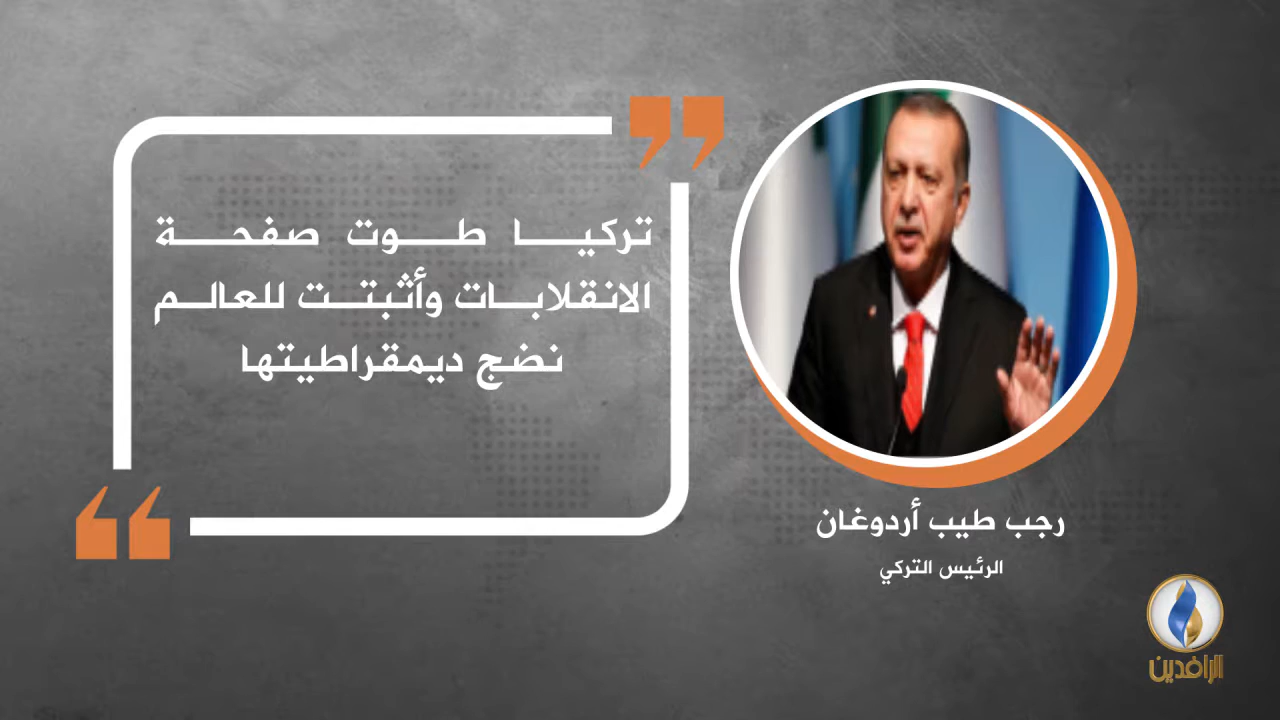 تركيا طوت صفحة
الانقلابات وأثبتت للعالم
نضج ديمقراطيتها
رجب طيب أردوغان
الرئيس التركي
الرافدين